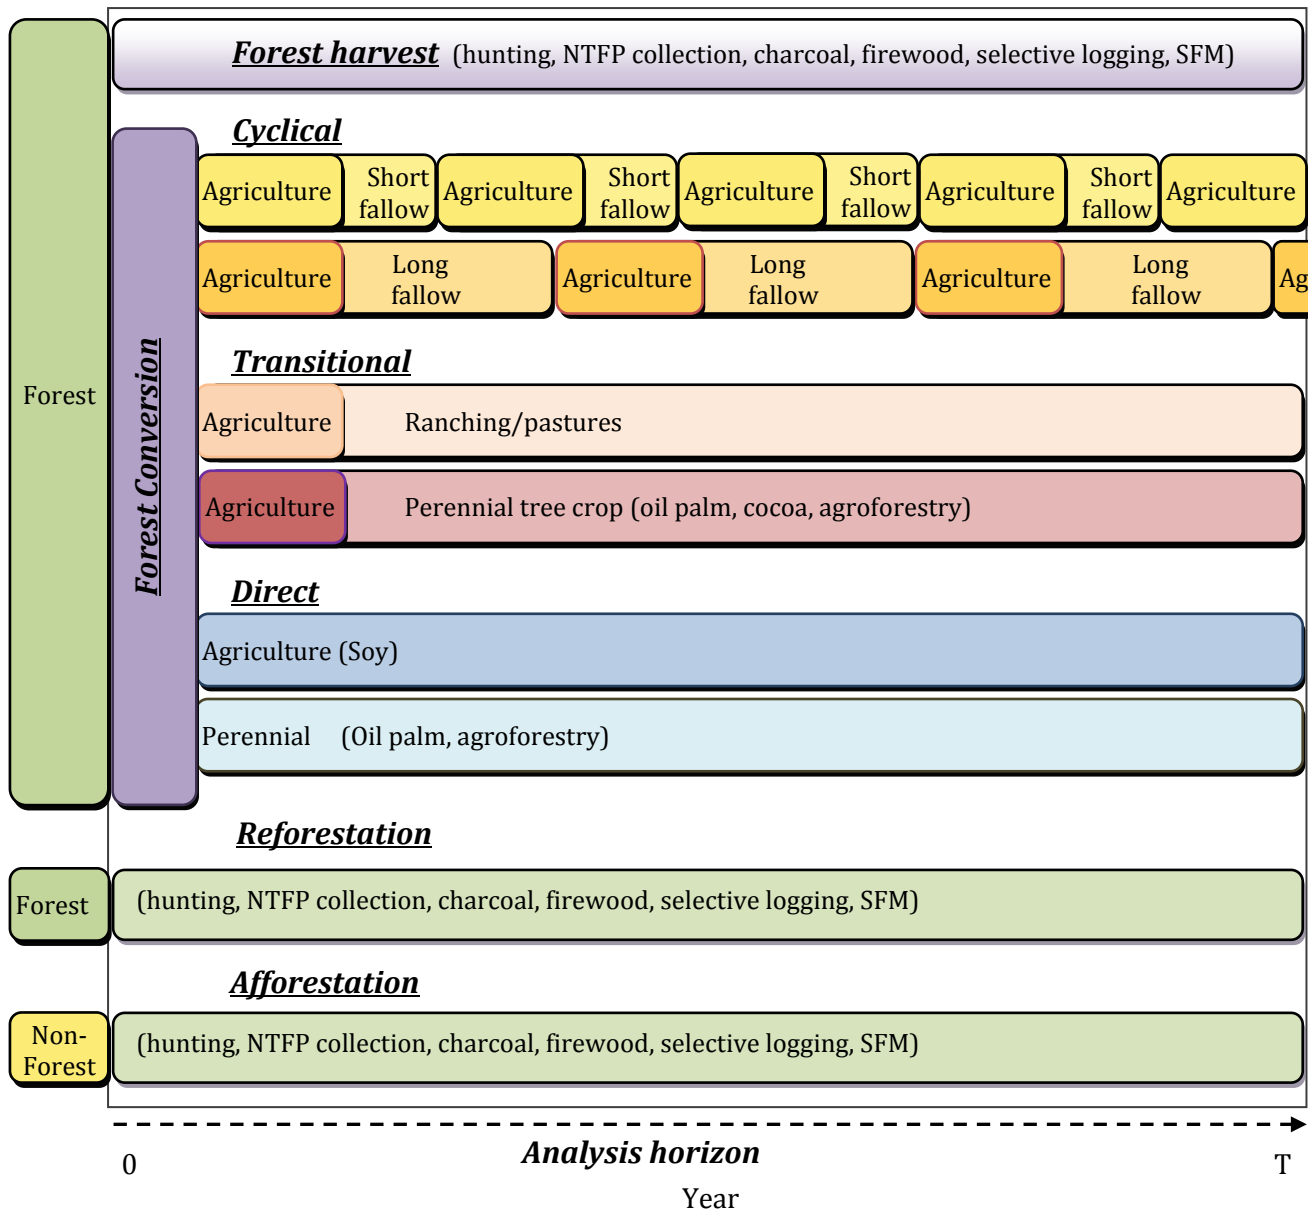 Forest harvest (hunting, NTFP collection, charcoal, firewood, selective logging, SFM)
Cyclical
Agriculture
Short
fallow
Agriculture
Short
fallow
Agriculture
Short
fallow
Agriculture
Short
fallow
Agriculture
Agriculture
Long
fallow
Agriculture
Long
fallow
Agriculture
Long
fallow
Ag
Forest
Forest Conversion
Transitional
Agriculture
Ranching/pastures
Agriculture
Perennial tree crop (oil palm, cocoa, agroforestry)
Direct
Agriculture (Soy)
Perennial (Oil palm, agroforestry)
Reforestation
Forest
(hunting, NTFP collection, charcoal, firewood, selective logging, SFM)
Afforestation
Non-
Forest
(hunting, NTFP collection, charcoal, firewood, selective logging, SFM)
Analysis horizon
0
T
Year